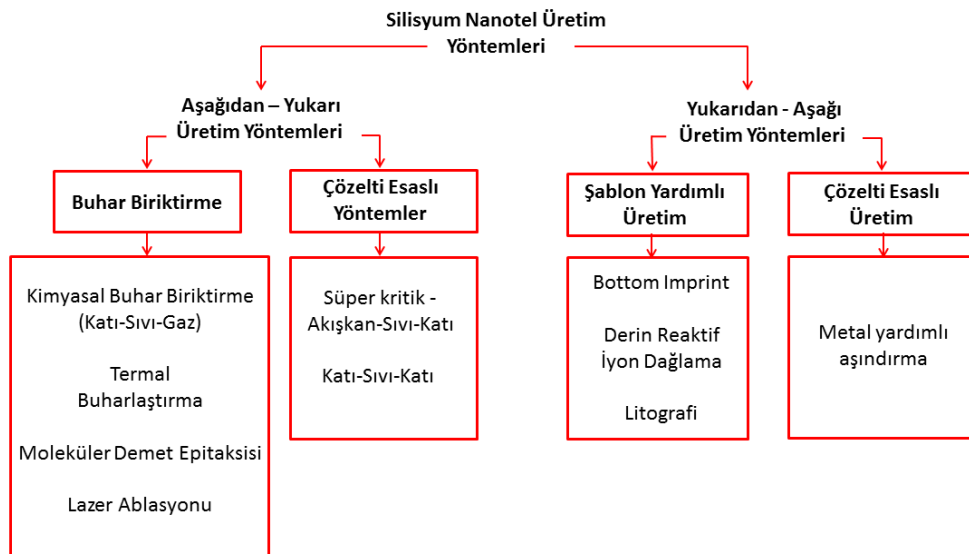 Silisyum Nanotel Üretim
Yöntemleri
Aşağıdan – Yukarı
Üretim Yöntemleri
Yukarıdan - Aşağı
Üretim Yöntemleri
Buhar Biriktirme
Çözelti Esaslı
Yöntemler
Şablon Yardımlı
Üretim
Çözelti Esaslı
Üretim
Kimyasal Buhar Biriktirme
(Katı-Sıvı-Gaz)
Termal
Buharlaştırma
Moleküler Demet Epitaksisi
Lazer Ablasyonu
Süper kritik -
Akışkan-Sıvı-Katı
Katı-Sıvı-Katı
Bottom Imprint
Derin Reaktif
İyon Dağlama
Litografi
Metal yardımlı
aşındırma